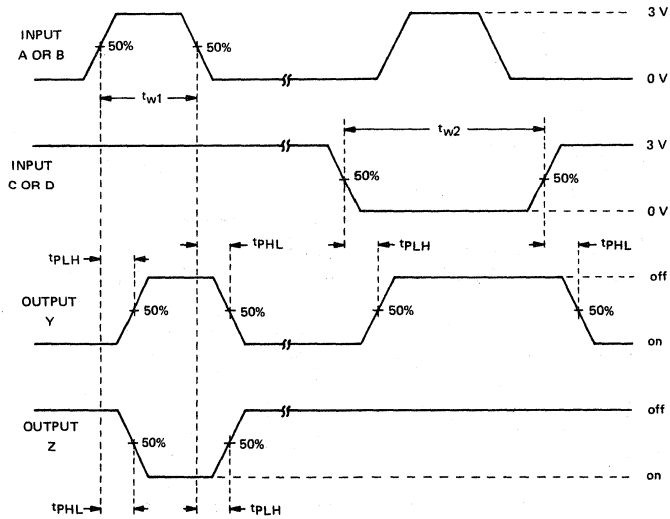 INPUT
A OR B
50%
50%
3 V
0 V
tw1
tw2
INPUT
C OR D
50%
50%
3 V
0 V
tPLH
tPHL
tPLH
tPHL
OUTPUT
Y
50%
50%
50%
50%
off
on
OUTPUT
Z
50%
50%
off
on
tPHL
tPLH